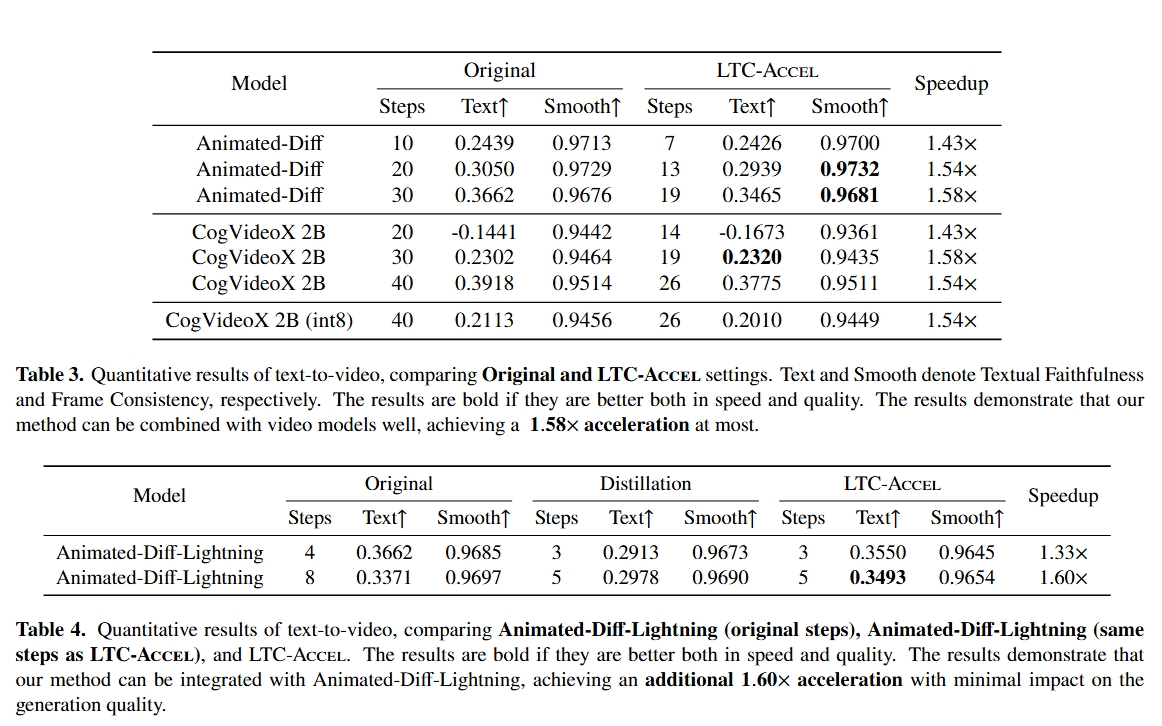 Model Original LTC-Accel Speedup
Steps Text↑ Smooth↑ Steps Text↑ Smooth↑
Animated-Diff 10 0.2439 0.9713 7 0.2426 0.9700 1.43×
Animated-Diff 20 0.3050 0.9729 13 0.2939 0.9732 1.54×
Animated-Diff 30 0.3662 0.9676 19 0.3465 0.9681 1.58×
CogVideoX 2B 20 -0.1441 0.9442 14 -0.1673 0.9361 1.43×
CogVideoX 2B 30 0.2302 0.9464 19 0.2320 0.9435 1.58×
CogVideoX 2B 40 0.3918 0.9514 26 0.3775 0.9511 1.54×
CogVideoX 2B (int8) 40 0.2113 0.9456 26 0.2010 0.9449 1.54×
Table 3. Quantitative results of text-to-video, comparing Original and LTC-Accel settings. Text and Smooth denote Textual Faithfulness
and Frame Consistency, respectively. The results are bold if they are better both in speed and quality. The results demonstrate that our
method can be combined with video models well, achieving a 1.58× acceleration at most.
Model Original Distillation LTC-Accel Speedup
Steps Text↑ Smooth↑ Steps Text↑ Smooth↑ Steps Text↑ Smooth↑
Animated-Diff-Lightning 4 0.3662 0.9685 3 0.2913 0.9673 3 0.3550 0.9645 1.33×
Animated-Diff-Lightning 8 0.3371 0.9697 5 0.2978 0.9690 5 0.3493 0.9654 1.60×
Table 4. Quantitative results of text-to-video, comparing Animated-Diff-Lightning (original steps), Animated-Diff-Lightning (same
steps as LTC-Accel), and LTC-Accel. The results are bold if they are better both in speed and quality. The results demonstrate that
our method can be integrated with Animated-Diff-Lightning, achieving an additional 1.60× acceleration with minimal impact on the
generation quality.